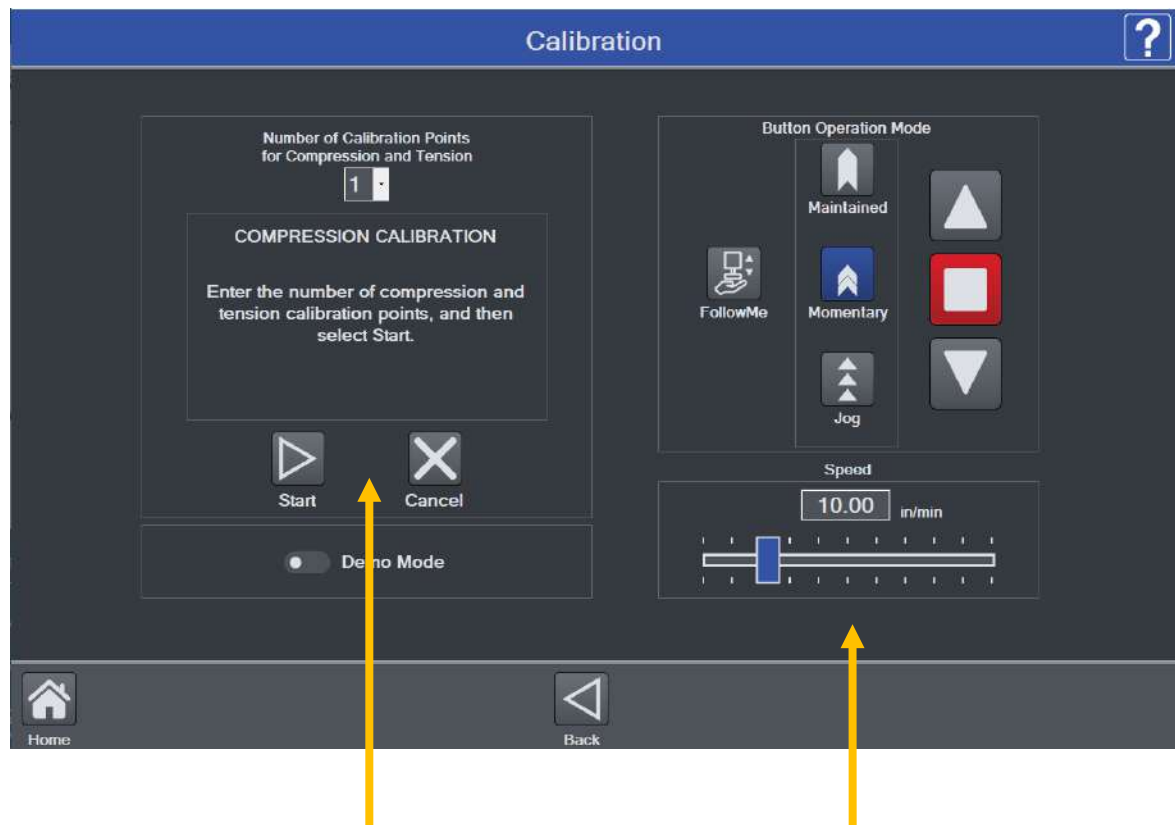 Calibration
?
Number of Calibration Points
for Compression and Tension
1
COMPRESSION CALIBRATION
Enter the number of compression and
tension calibration points, and then
select Start.
Start
Cancel
Demo Mode
Button Operation Mode
Maintained
FollowMe
Momentary
Jog
Speed
10.00 in/min
Home
Back